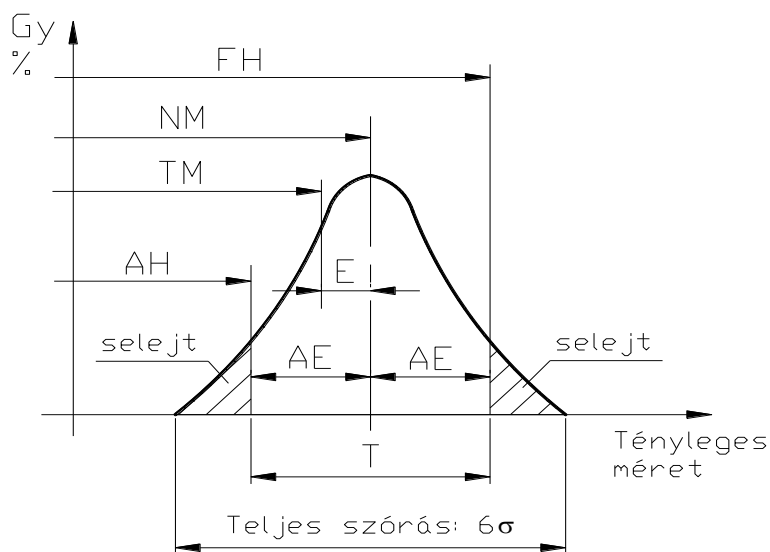 Gy
%
FH
NM
TM
AH
E
selejt
AE
AE
selejt
T
Tényleges
méret
Teljes szórás: 6σ